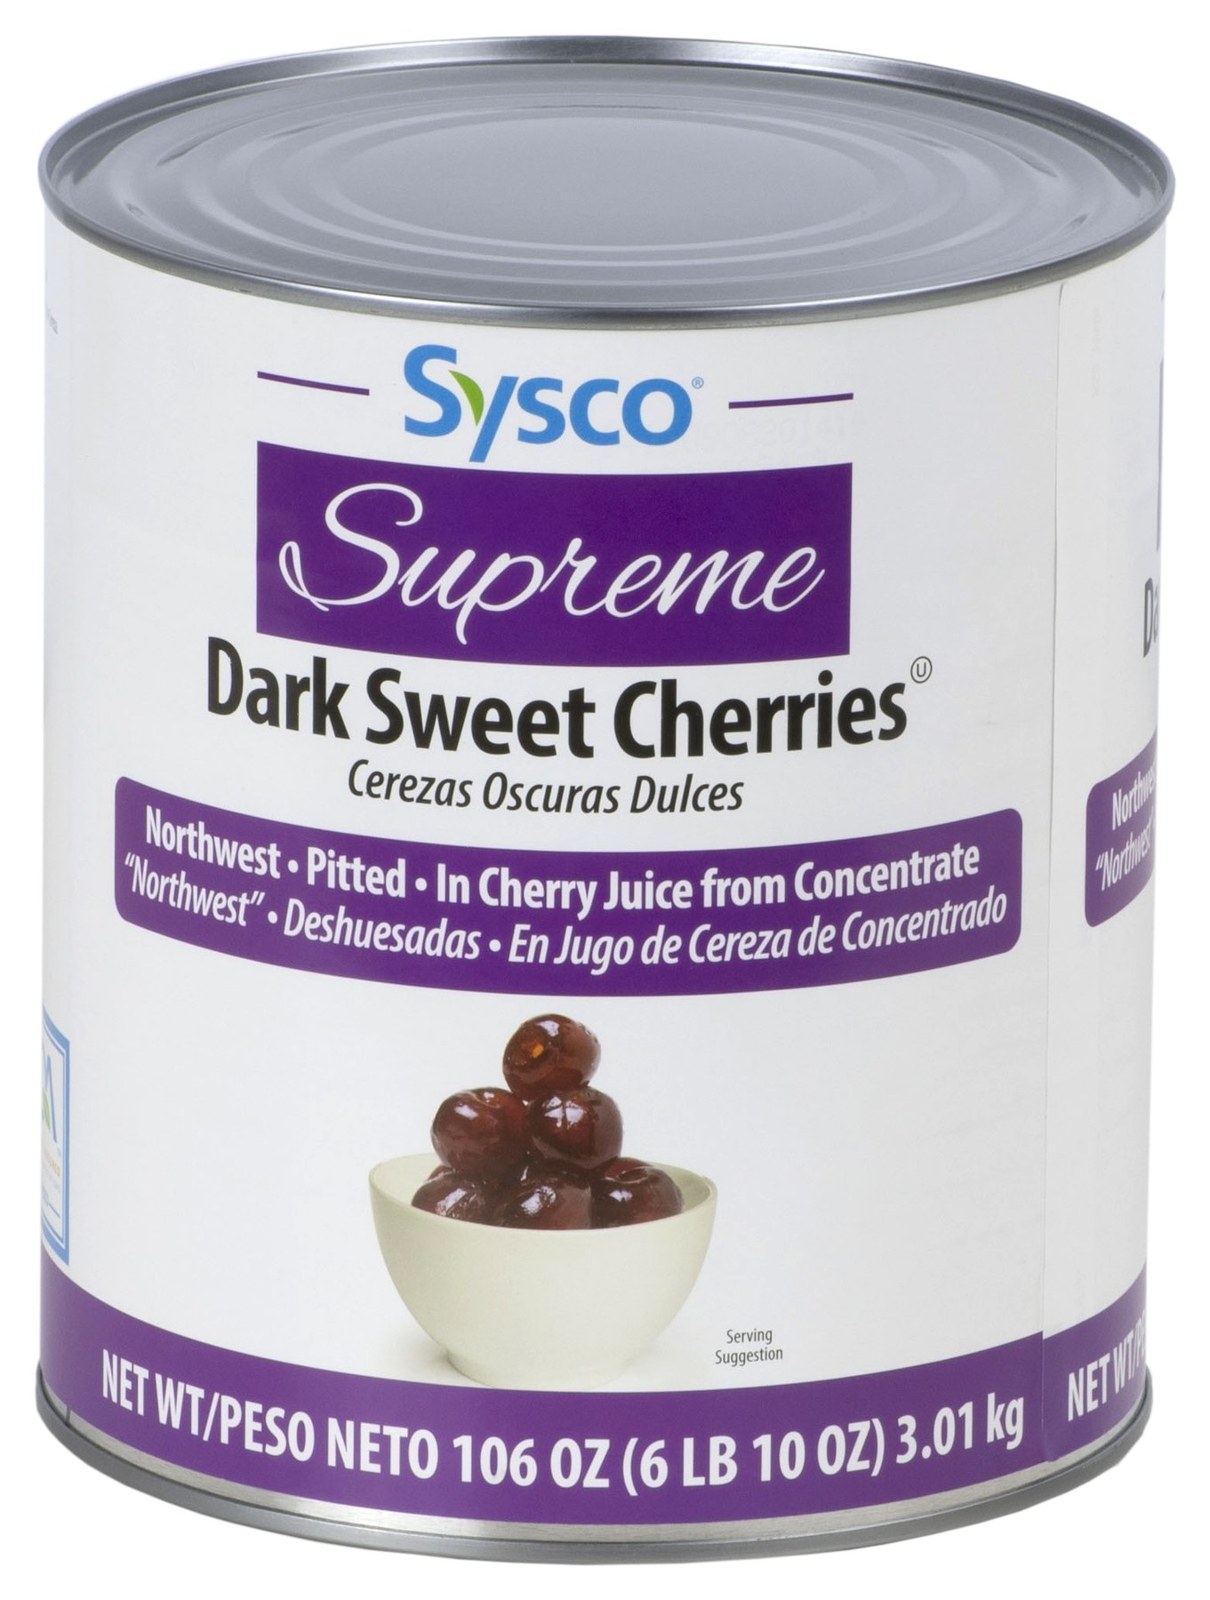 Sysco®
Supreme
Dark Sweet Cherries Ⓤ
Cerezas Oscuras Dulces
Northwest • Pitted • In Cherry Juice from Concentrate
"Northwest" • Deshuesadas • En Jugo de Cereza de Concentrado
Serving
Suggestion
NET WT/PESO NETO 106 OZ (6 LB 10 OZ) 3.01 kg
NET WT/P